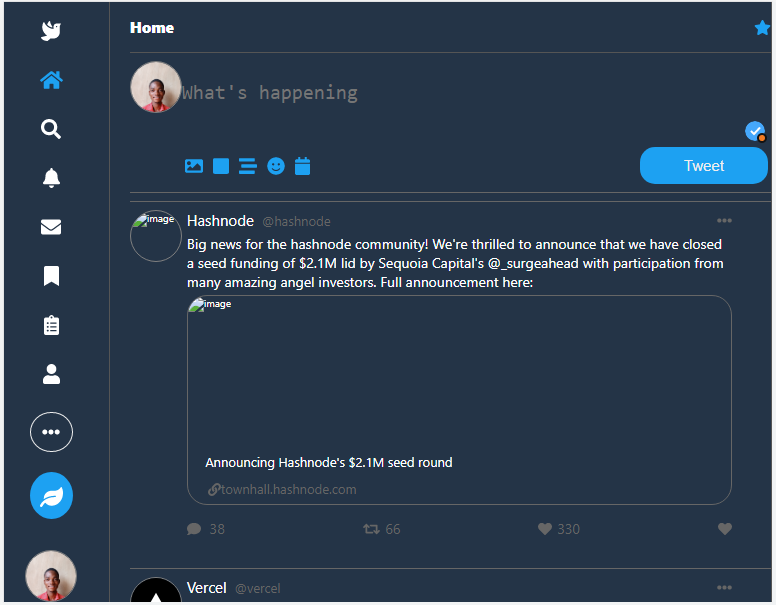 Home
What's happening
Tweet
image
Hashnode @hashnode
Big news for the hashnode community! We're thrilled to announce that we have closed
a seed funding of $2.1M lid by Sequoia Capital's @_surgeahead with participation from
many amazing angel investors. Full announcement here:
image
Announcing Hashnode's $2.1M seed round
townhall.hashnode.com
38 66 330
Vercel @vercel